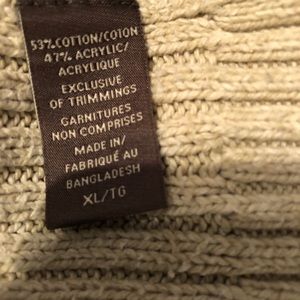 53% COTTON/COTON
47% ACRYLIC/
ACRYLIQUE
EXCLUSIVE
OF TRIMMINGS
GARNITURES
NON COMPRISES
MADE IN/
FABRIQUÉ AU
BANGLADESH
XL/TG